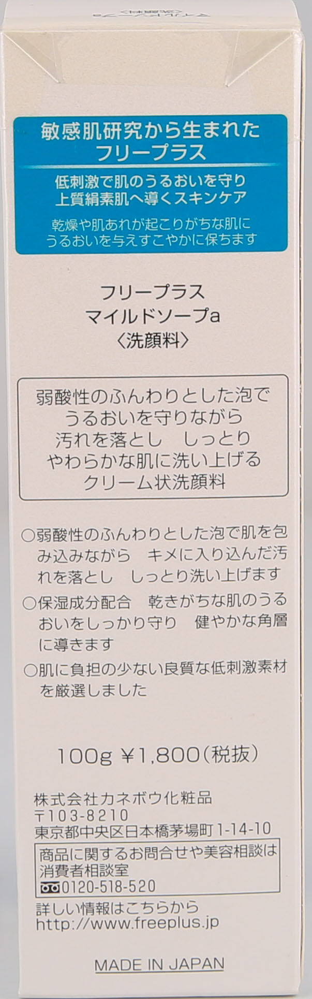 マイルドソープa
〈洗顔料〉
敏感肌研究から生まれた
フリープラス
低刺激で肌のうるおいを守り
上質絹素肌へ導くスキンケア
乾燥や肌あれが起こりがちな肌に
うるおいを与えすこやかに保ちます
フリープラス
マイルドソープa
〈洗顔料〉
弱酸性のふんわりとした泡で
うるおいを守りながら
汚れを落とし　しっとり
やわらかな肌に洗い上げる
クリーム状洗顔料
○弱酸性のふんわりとした泡で肌を包
み込みながら　キメに入り込んだ汚
れを落とし　しっとり洗い上げます
○保湿成分配合　乾きがちな肌のうる
おいをしっかり守り　健やかな角層
に導きます
○肌に負担の少ない良質な低刺激素材
を厳選しました
100g ¥1,800（税抜）
株式会社カネボウ化粧品
〒103-8210
東京都中央区日本橋茅場町1-14-10
商品に関するお問合せや美容相談は
消費者相談室
0120-518-520
詳しい情報はこちらから
http://www.freeplus.jp
MADE IN JAPAN